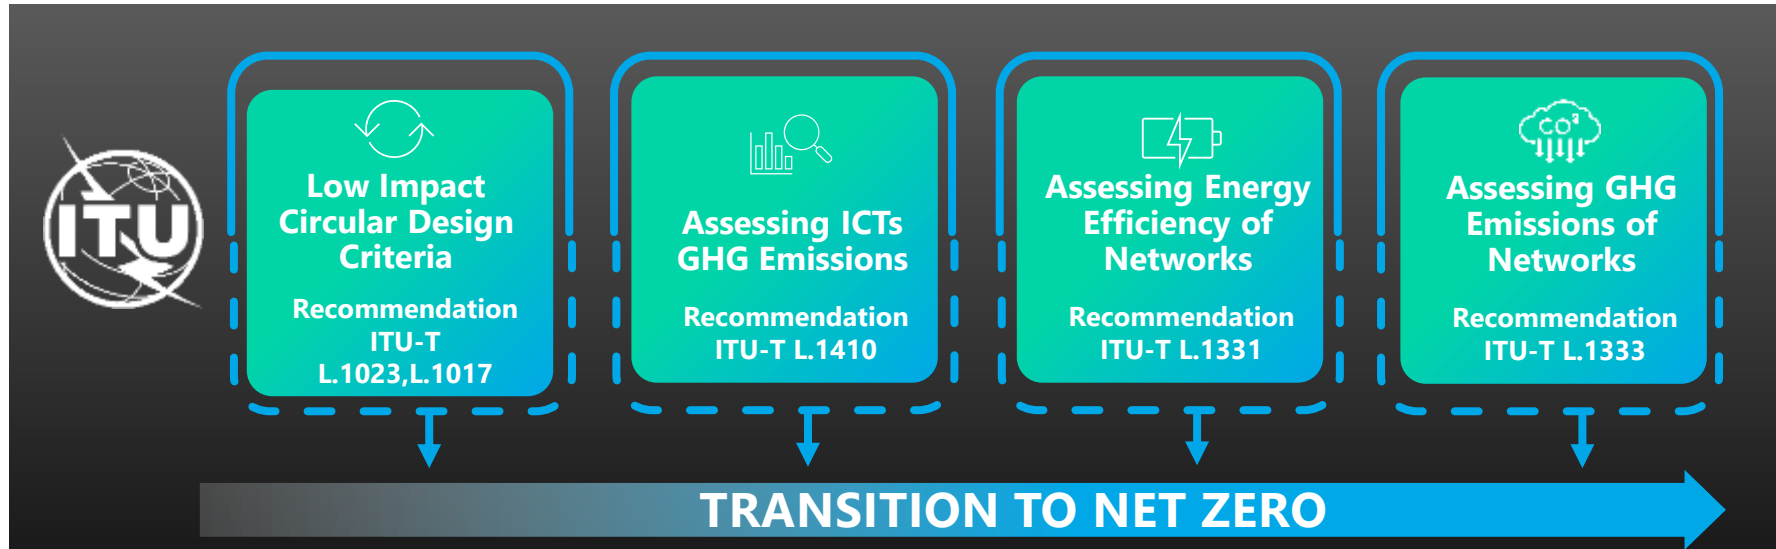 ITU
Low Impact
Circular Design
Criteria
Recommendation
ITU-T
L.1023,L.1017
Assessing ICTs
GHG Emissions
Recommendation
ITU-T L.1410
Assessing Energy
Efficiency of
Networks
Recommendation
ITU-T L.1331
CO²
Assessing GHG
Emissions of
Networks
Recommendation
ITU-T L.1333
TRANSITION TO NET ZERO